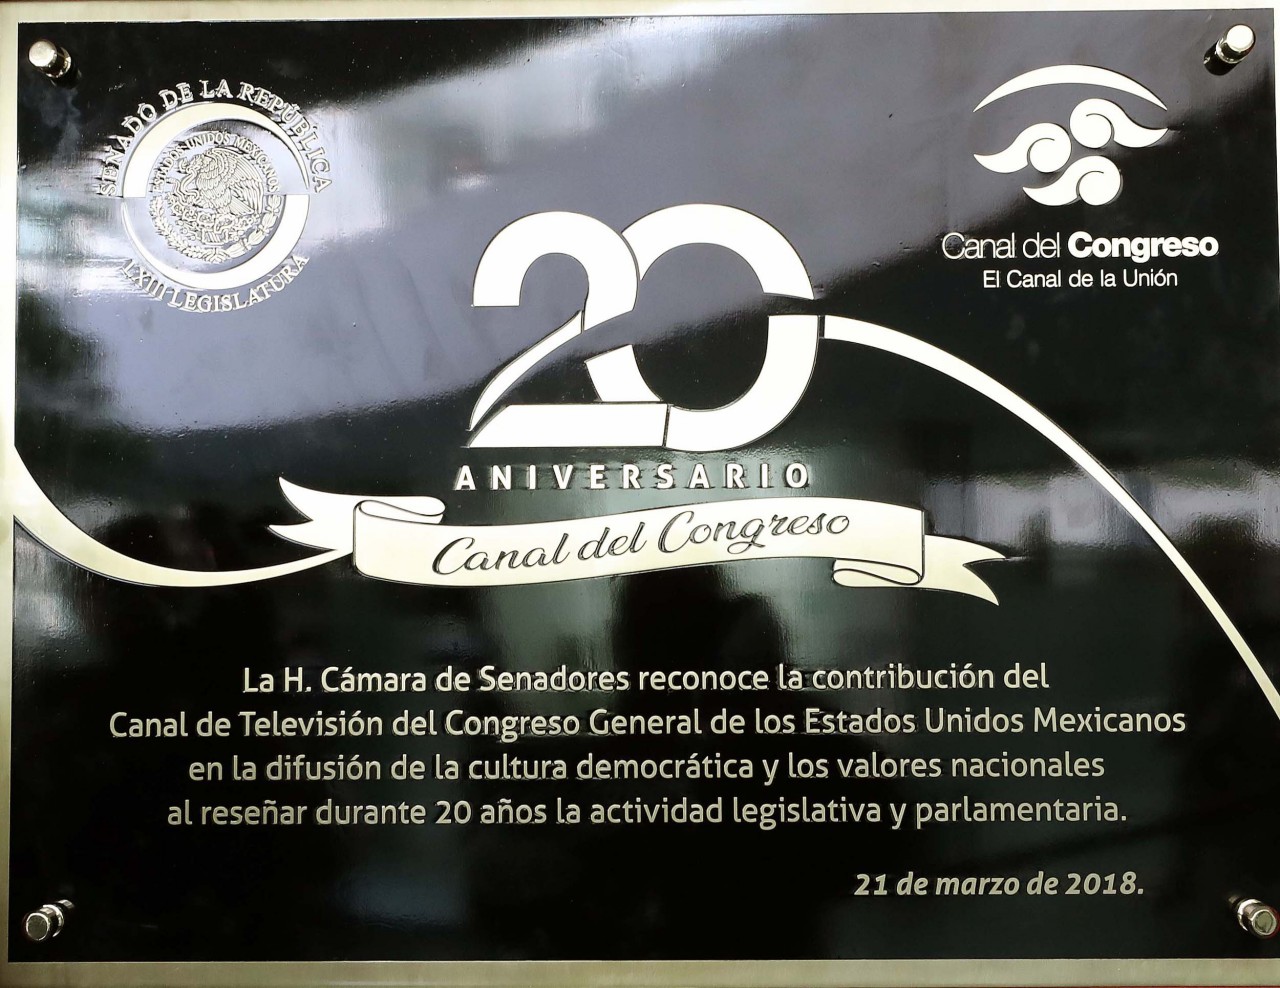 SENADO DE LA REPÚBLICA
ESTADOS UNIDOS MEXICANOS
LXIII LEGISLATURA
Canal del Congreso
El Canal de la Unión
20
ANIVERSARIO
Canal del Congreso
La H. Cámara de Senadores reconoce la contribución del
Canal de Televisión del Congreso General de los Estados Unidos Mexicanos
en la difusión de la cultura democrática y los valores nacionales
al reseñar durante 20 años la actividad legislativa y parlamentaria.
21 de marzo de 2018.